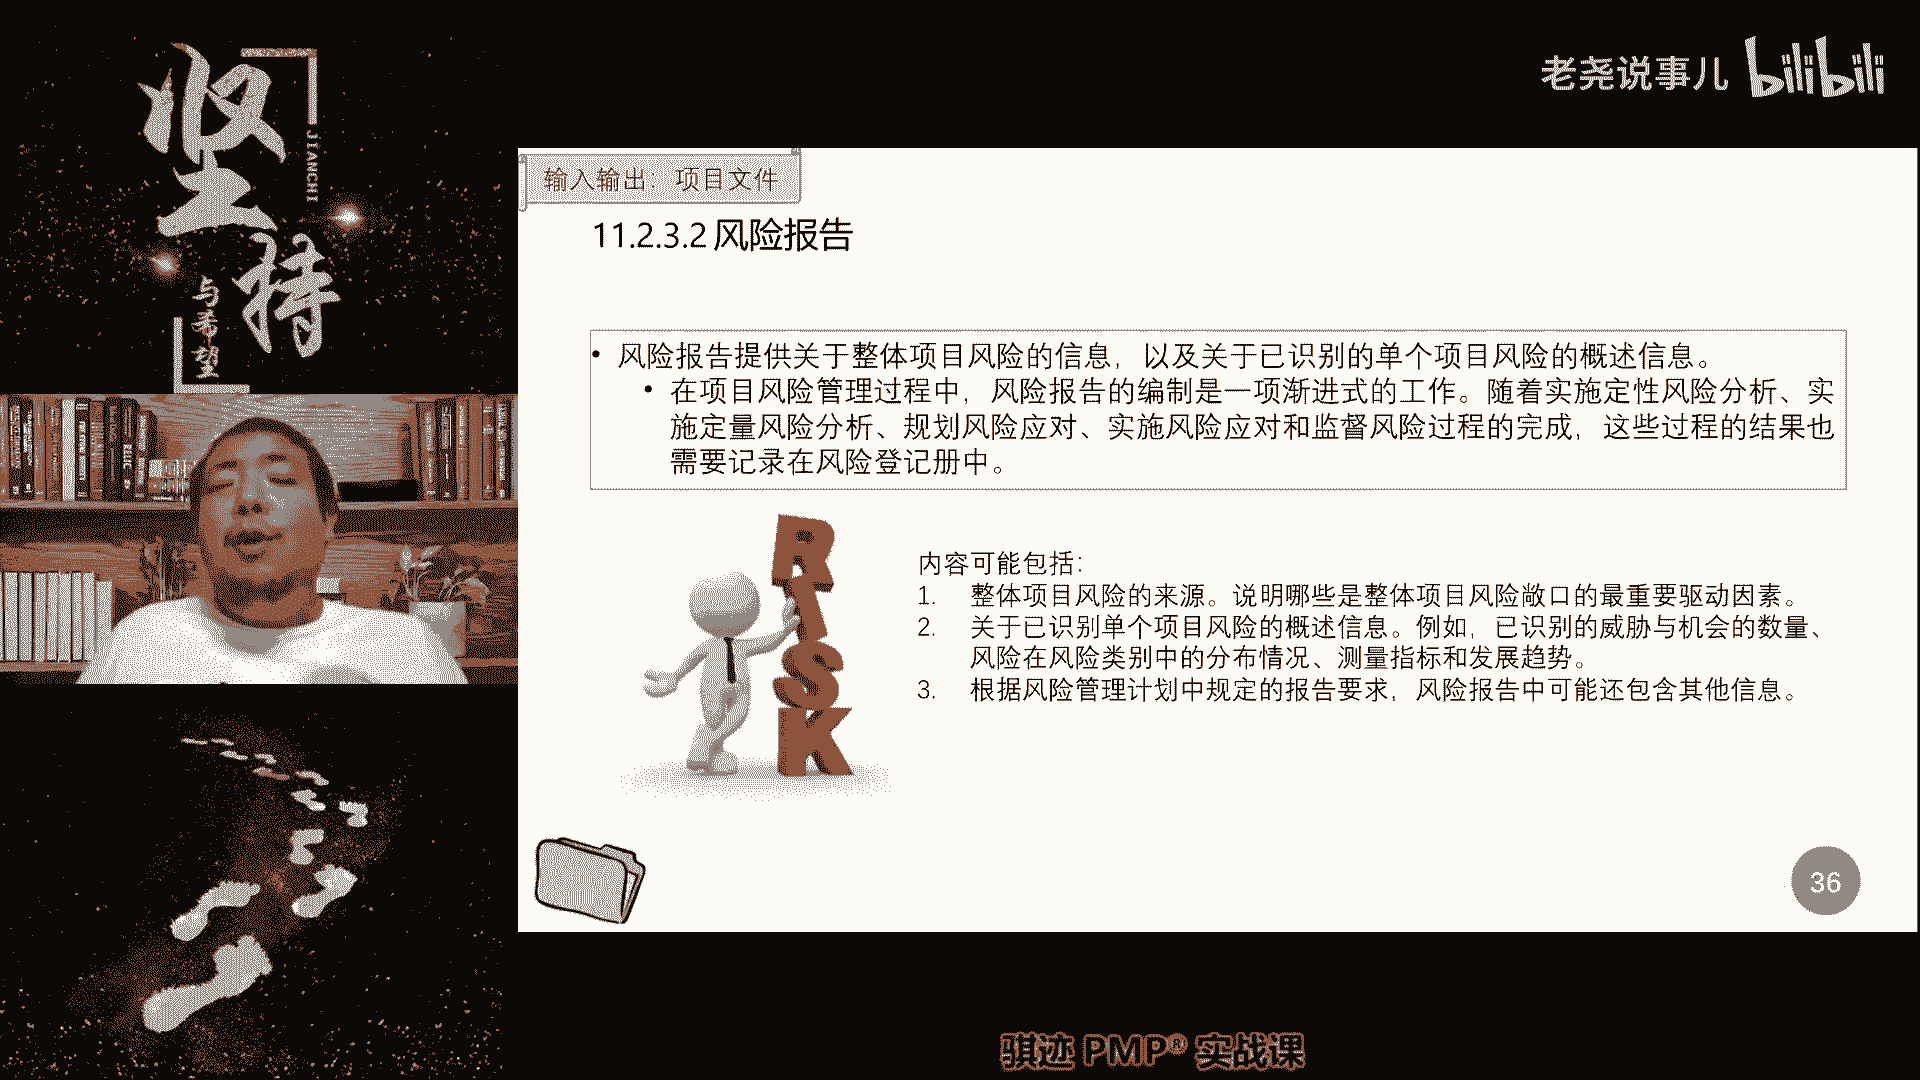 坚持
JIANCHI
与希望
老尧说事儿 bilibili
输入输出：项目文件
11.2.3.2 风险报告
• 风险报告提供关于整体项目风险的信息，以及关于已识别的单个项目风险的概述信息。
• 在项目风险管理过程中，风险报告的编制是一项渐进式的工作。随着实施定性风险分析、实
施定量风险分析、规划风险应对、实施风险应对和监督风险过程的完成，这些过程的结果也
需要记录在风险登记册中。
RISK
内容可能包括：
1. 整体项目风险的来源。说明哪些是整体项目风险敞口的最重要驱动因素。
2. 关于已识别单个项目风险的概述信息。例如，已识别的威胁与机会的数量、
风险在风险类别中的分布情况、测量指标和发展趋势。
3. 根据风险管理计划中规定的报告要求，风险报告中可能还包含其他信息。
36
骐迹 PMP® 实战课